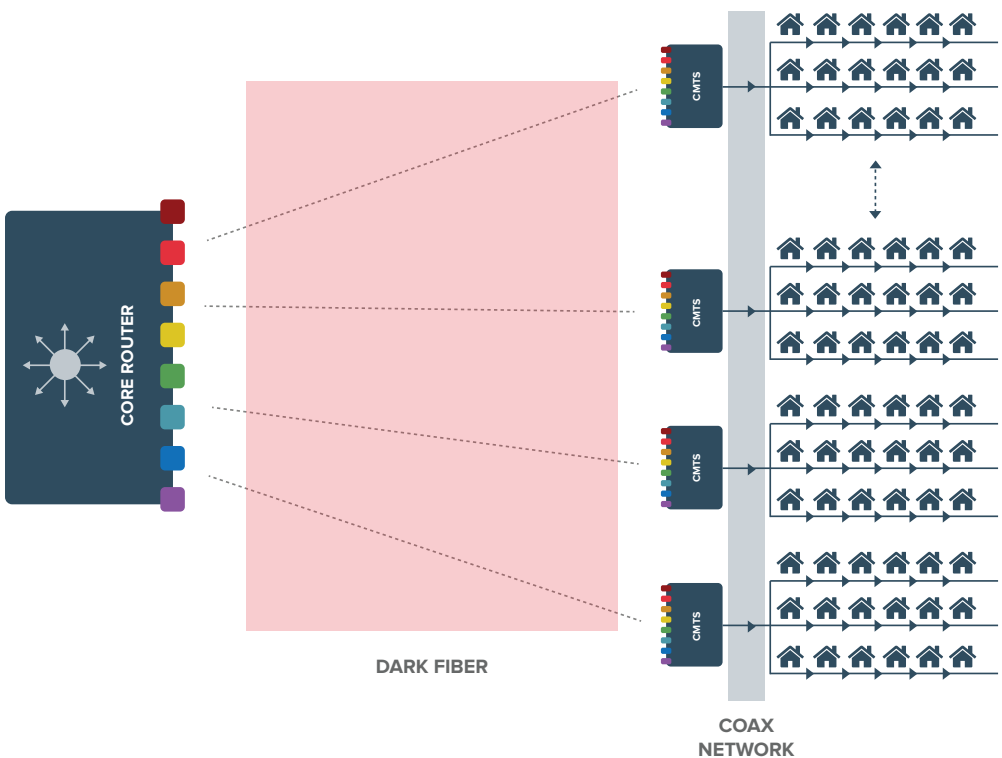 CORE ROUTER
DARK FIBER
CMTS
CMTS
CMTS
CMTS
COAX
NETWORK